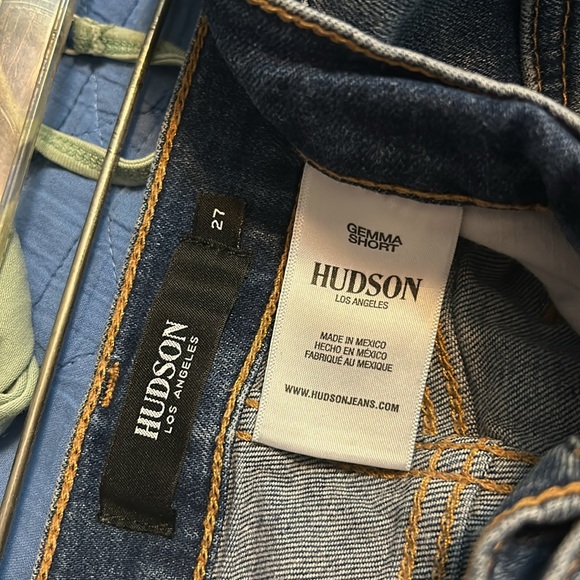 27
HUDSON
LOS ANGELES
GEMMA
SHORT
HUDSON
LOS ANGELES
MADE IN MEXICO
HECHO EN MÉXICO
FABRIQUÉ AU MEXIQUE
WWW.HUDSONJEANS.COM